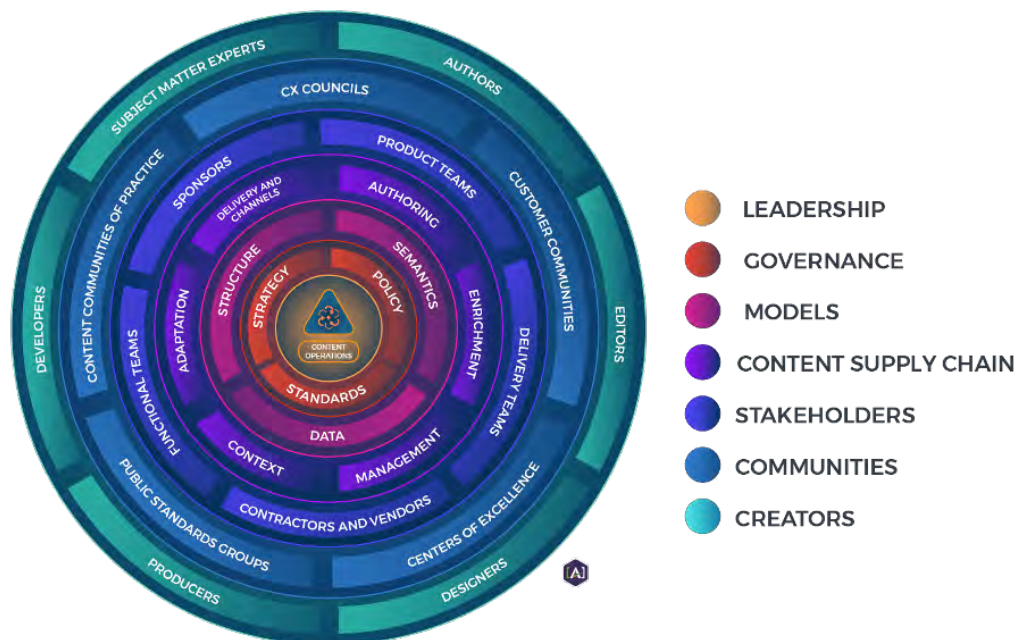 SUBJECT MATTER EXPERTS
AUTHORS
EDITORS
DESIGNERS
PRODUCERS
DEVELOPERS
CX COUNCILS
CUSTOMER COMMUNITIES
CENTERS OF EXCELLENCE
PUBLIC STANDARDS GROUPS
CONTENT COMMUNITIES OF PRACTICE
SPONSORS
PRODUCT TEAMS
DELIVERY TEAMS
CONTRACTORS AND VENDORS
FUNCTIONAL TEAMS
DELIVERY AND
CHANNELS
AUTHORING
ENRICHMENT
MANAGEMENT
CONTEXT
ADAPTATION
STRUCTURE
SEMANTICS
DATA
STRATEGY
POLICY
STANDARDS
CONTENT
OPERATIONS
[A]
LEADERSHIP
GOVERNANCE
MODELS
CONTENT SUPPLY CHAIN
STAKEHOLDERS
COMMUNITIES
CREATORS